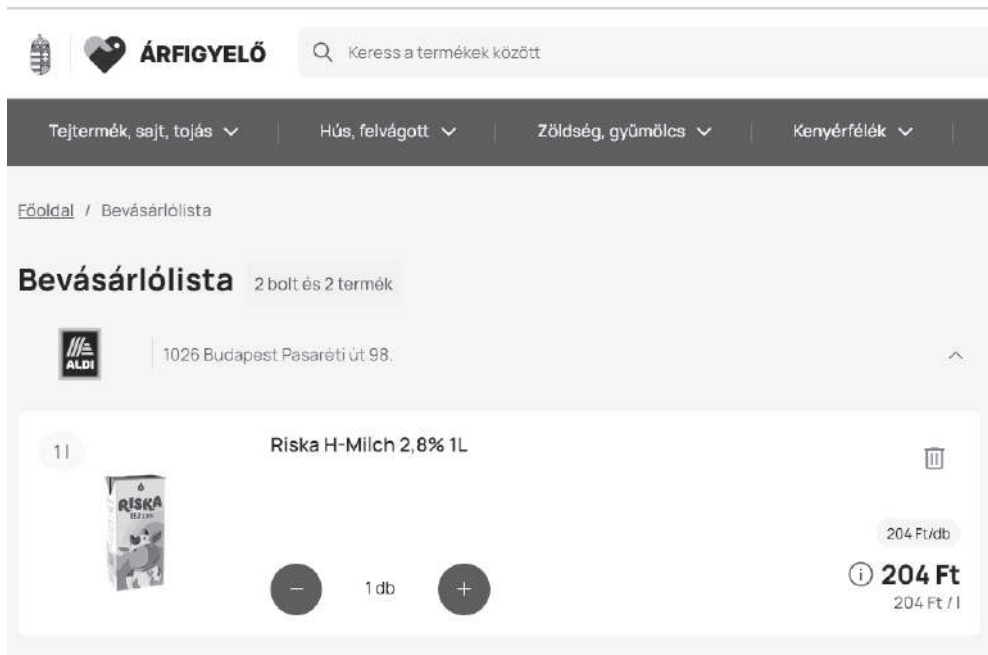 ÁRFIGYELŐ Keress a termékek között
Tejtermék, sajt, tojás Hús, felvágott Zöldség, gyümölcs Kenyérfélék
Főoldal / Bevásárlólista
Bevásárlólista 2 bolt és 2 termék
ALDI 1026 Budapest Pasaréti út 98.
1 l Riska H-Milch 2,8% 1L
RISKA
204 Ft/db
− 1 db + 204 Ft
204 Ft / l